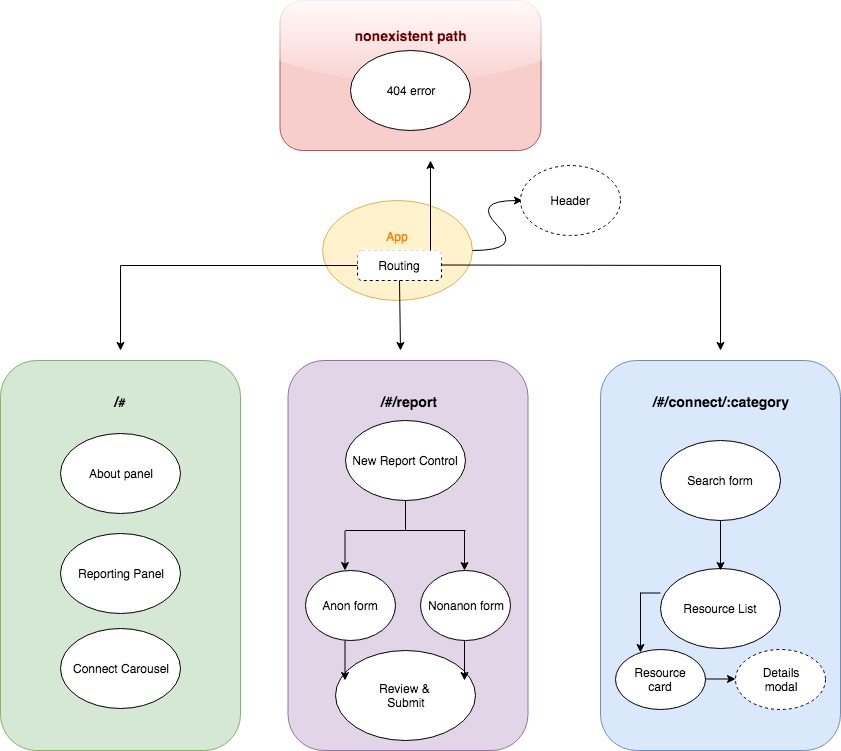 nonexistent path
404 error
Header
App
Routing
/#
About panel
Reporting Panel
Connect Carousel
/#/report
New Report Control
Anon form
Nonanon form
Review &
Submit
/#/connect/:category
Search form
Resource List
Resource
card
Details
modal